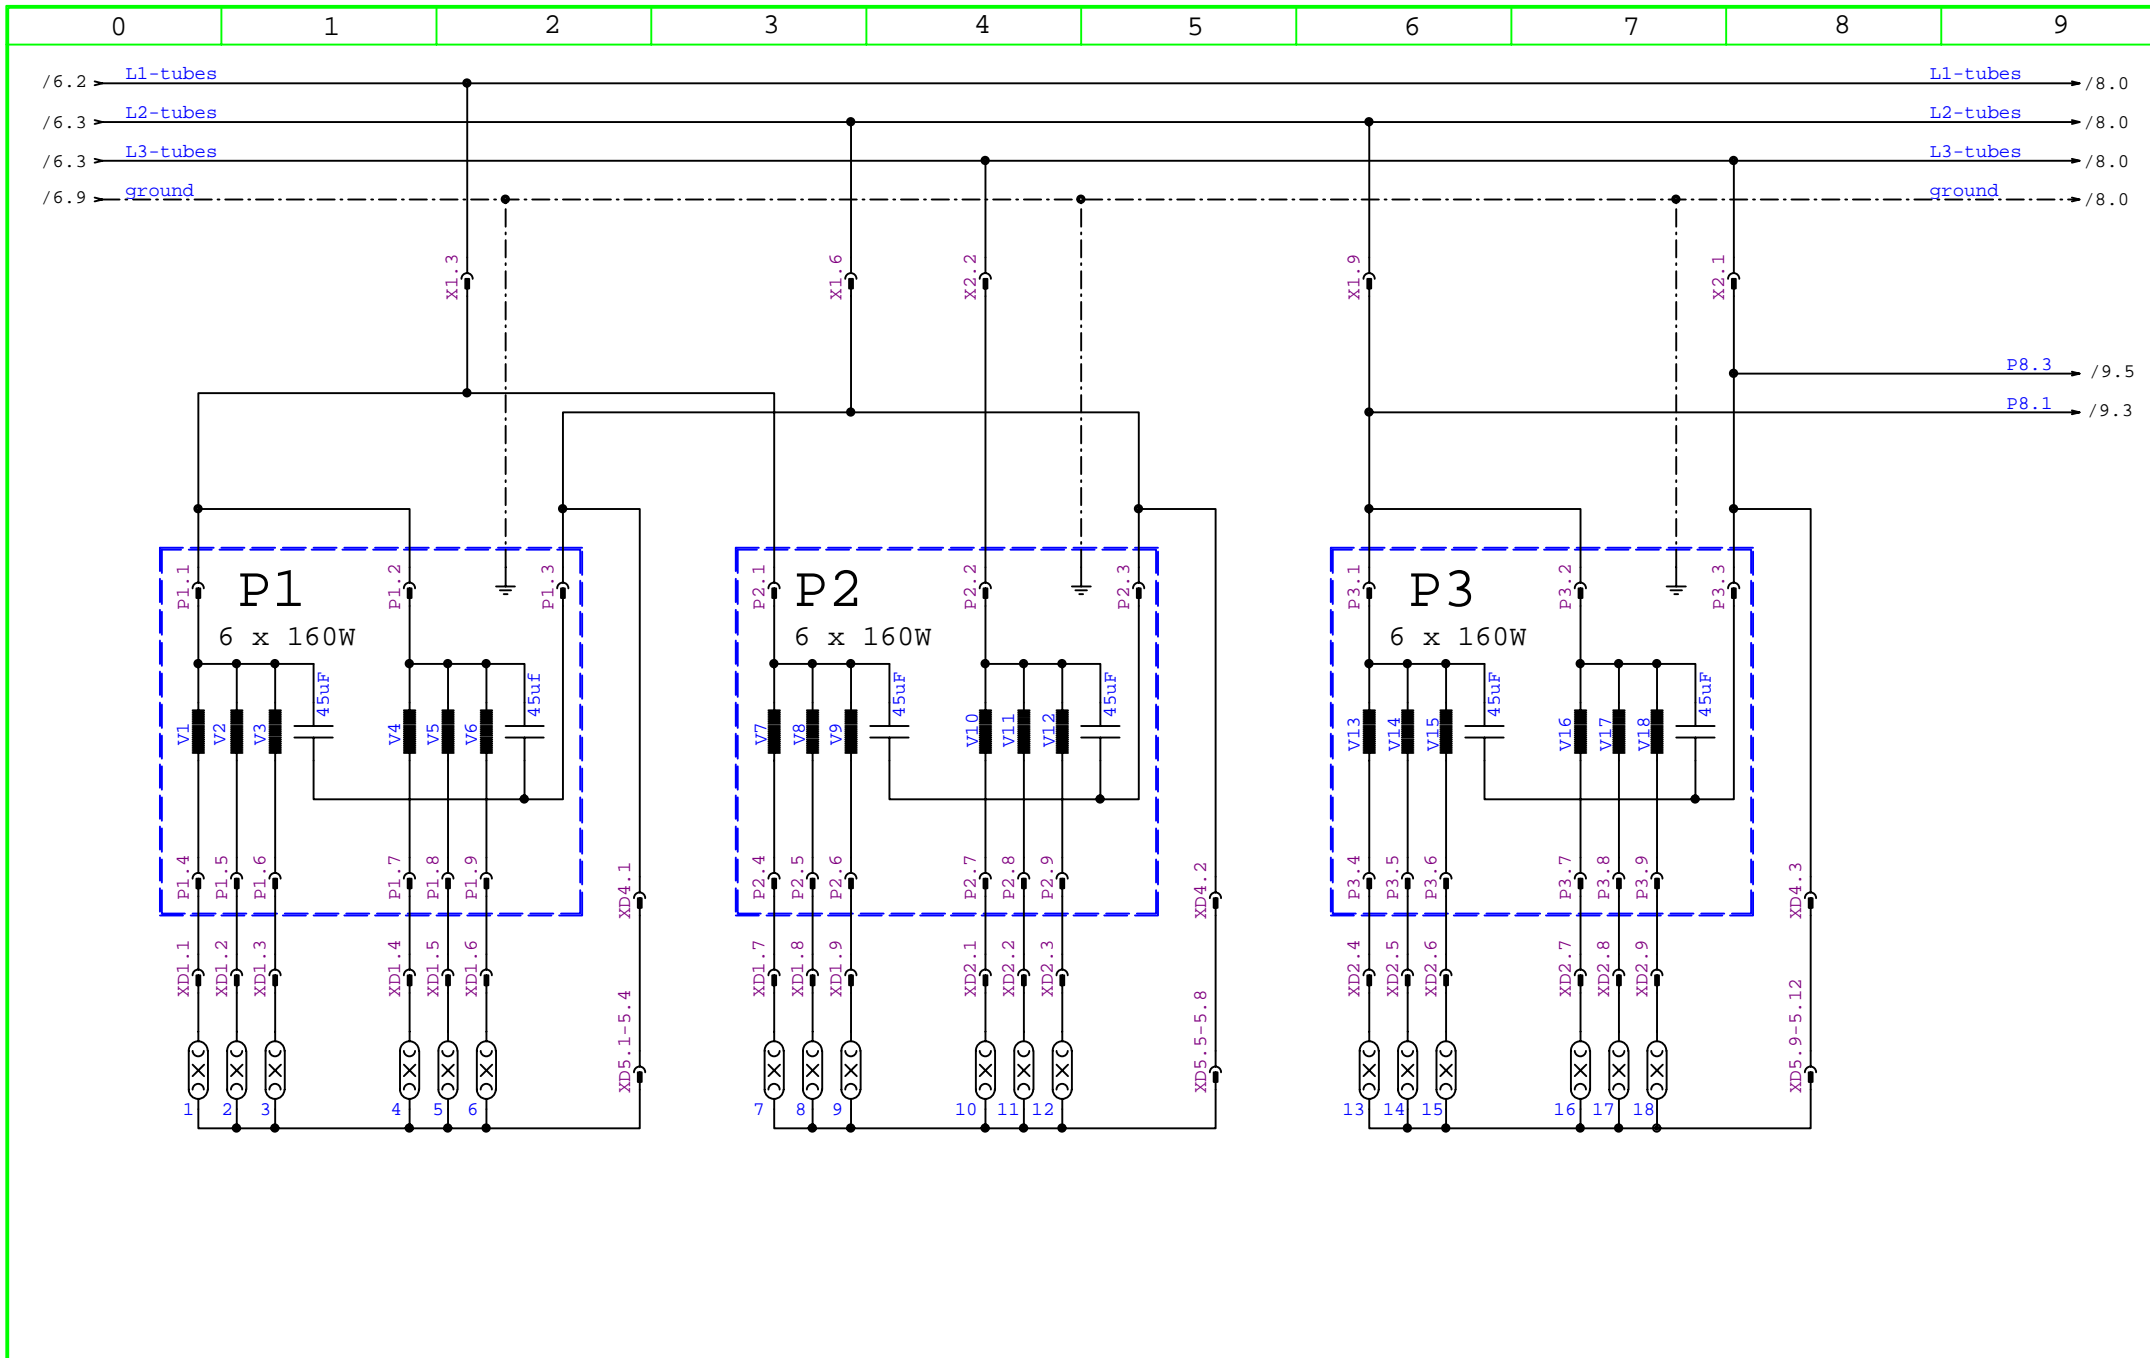 0 1 2 3 4 5 6 7 8 9
/6.2 L1-tubes L1-tubes /8.0
/6.3 L2-tubes L2-tubes /8.0
/6.3 L3-tubes L3-tubes /8.0
/6.9 ground ground /8.0
X1.3 X1.6 X2.2 X1.9 X2.1
P8.3 /9.5
P8.1 /9.3
P1.1 P1 P1.2 P1.3 P2.1 P2 P2.2 P2.3 P3.1 P3 P3.2 P3.3
6 x 160W 6 x 160W 6 x 160W
45uF 45uf 45uF 45uF 45uF 45uF
V1 V2 V3 V4 V5 V6 V7 V8 V9 V10 V11 V12 V13 V14 V15 V16 V17 V18
P1.4 P1.5 P1.6 P1.7 P1.8 P1.9 XD4.1 P2.4 P2.5 P2.6 P2.7 P2.8 P2.9 XD4.2 P3.4 P3.5 P3.6 P3.7 P3.8 P3.9 XD4.3
XD1.1 XD1.2 XD1.3 XD1.4 XD1.5 XD1.6 XD1.7 XD1.8 XD1.9 XD2.1 XD2.2 XD2.3 XD2.4 XD2.5 XD2.6 XD2.7 XD2.8 XD2.9
XD5.1-5.4 XD5.5-5.8 XD5.9-5.12
1 2 3 4 5 6 7 8 9 10 11 12 13 14 15 16 17 18